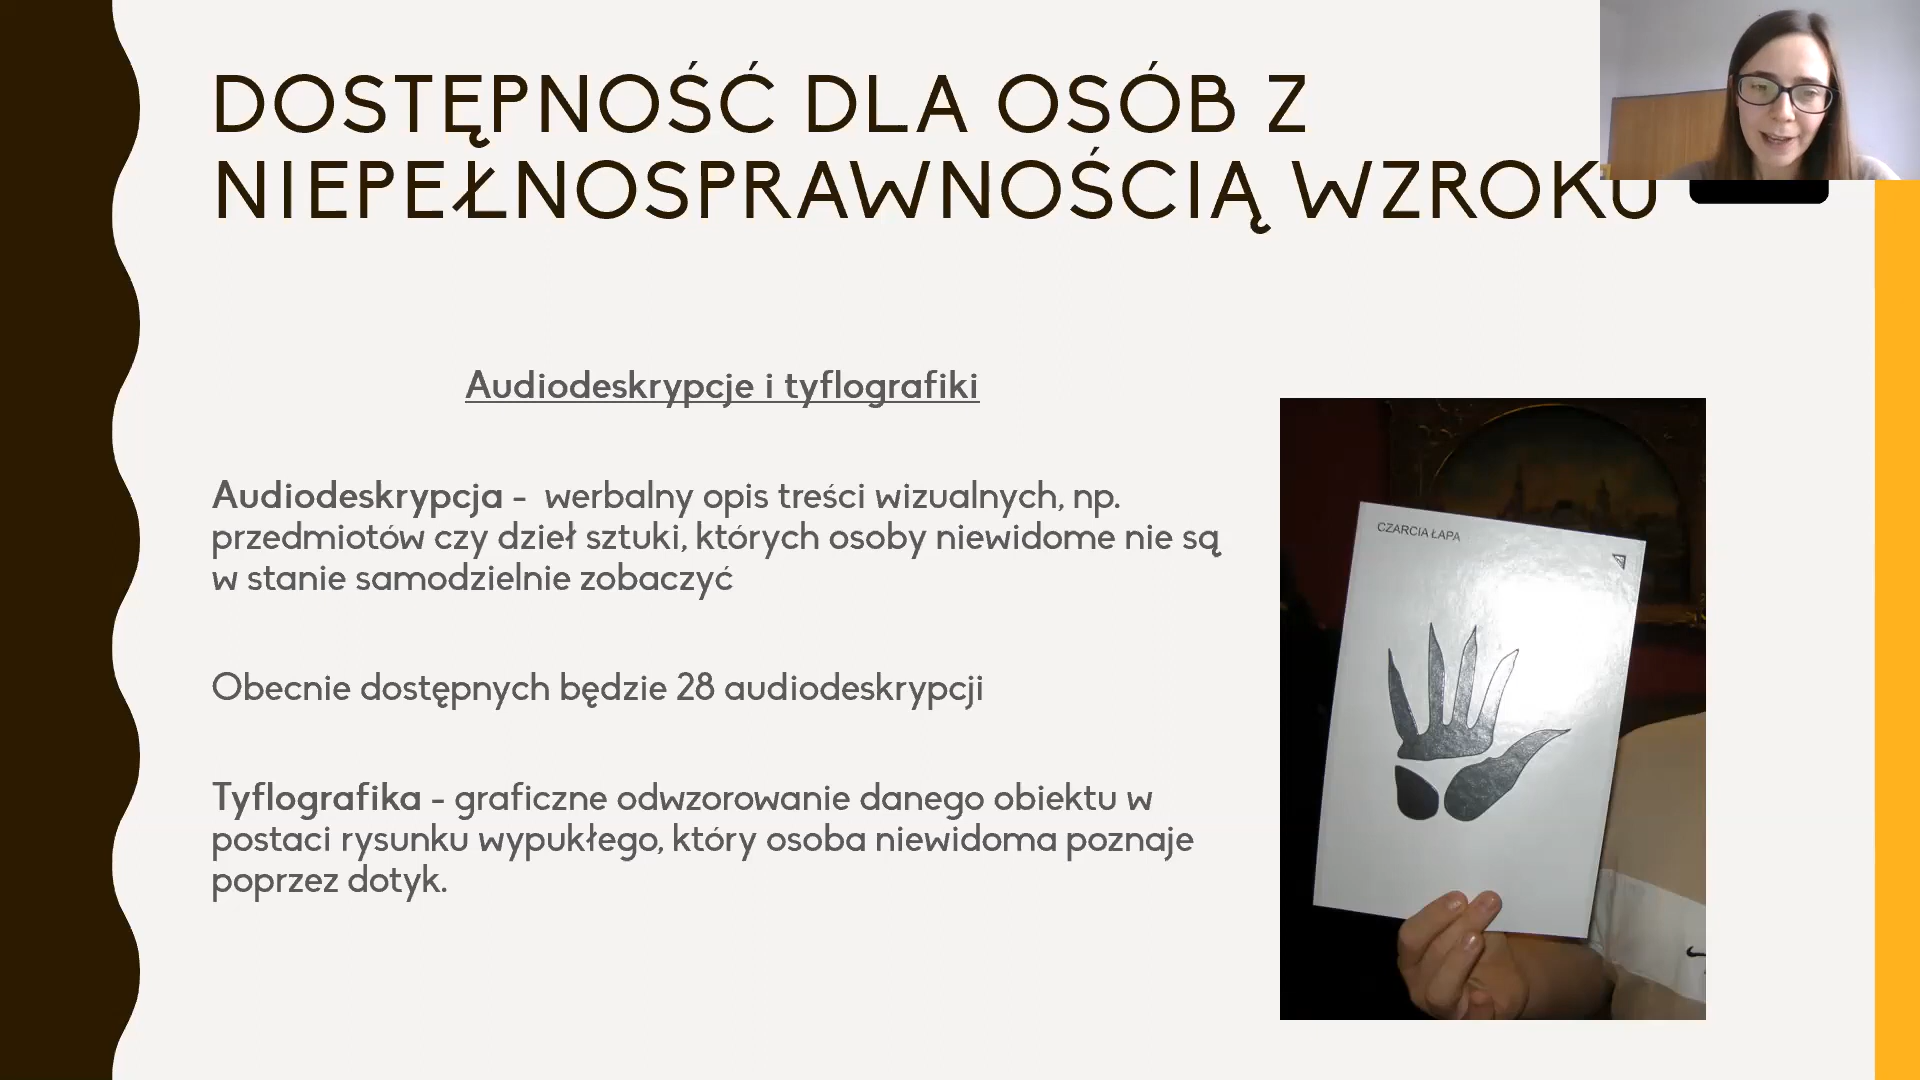 DOSTĘPNOŚĆ DLA OSÓB Z
NIEPEŁNOSPRAWNOŚCIĄ WZROKU
Audiodeskrypcje i tyflografiki
Audiodeskrypcja - werbalny opis treści wizualnych, np.
przedmiotów czy dzieł sztuki, których osoby niewidome nie są
w stanie samodzielnie zobaczyć
Obecnie dostępnych będzie 28 audiodeskrypcji
Tyflografika - graficzne odwzorowanie danego obiektu w
postaci rysunku wypukłego, który osoba niewidoma poznaje
poprzez dotyk.
CZARCIA ŁAPA